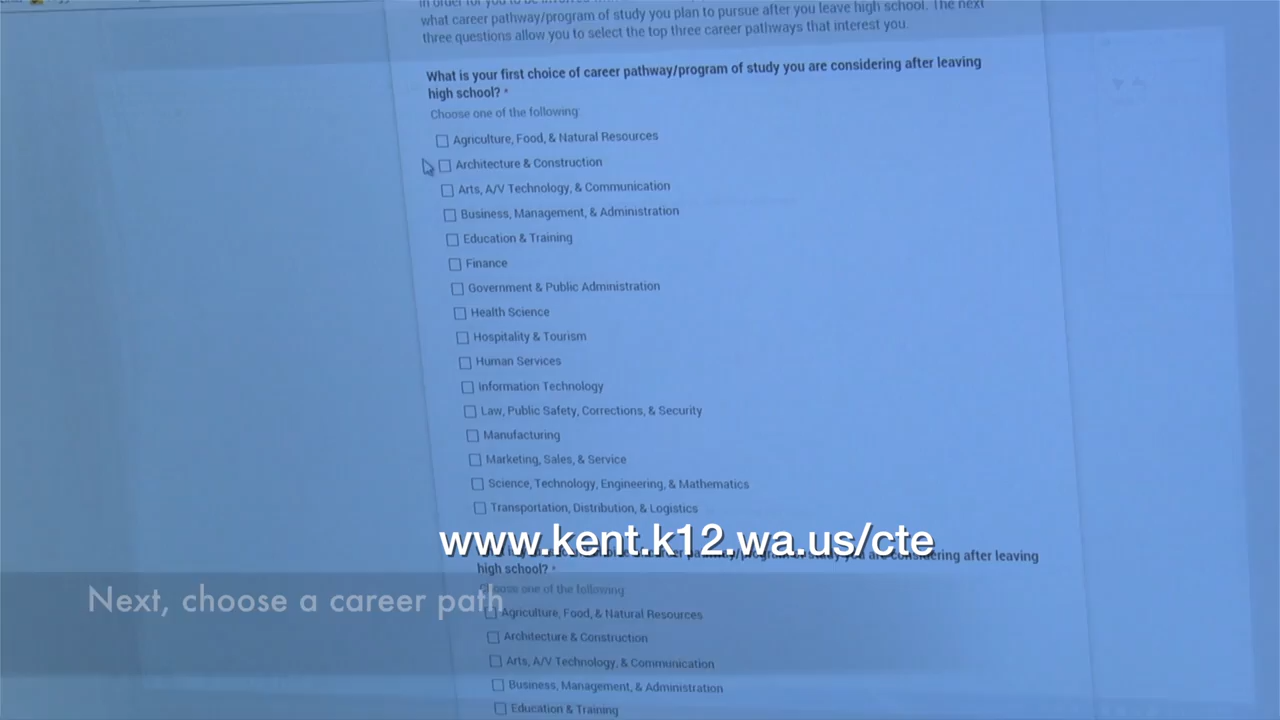 what career pathway/program of study you plan to pursue after you leave high school. The next
three questions allow you to select the top three career pathways that interest you.
What is your first choice of career pathway/program of study you are considering after leaving
high school? *
Choose one of the following:
Agriculture, Food, & Natural Resources
Architecture & Construction
Arts, A/V Technology, & Communication
Business, Management, & Administration
Education & Training
Finance
Government & Public Administration
Health Science
Hospitality & Tourism
Human Services
Information Technology
Law, Public Safety, Corrections, & Security
Manufacturing
Marketing, Sales, & Service
Science, Technology, Engineering, & Mathematics
Transportation, Distribution, & Logistics
www.kent.k12.wa.us/cte
pathway/program of study you are considering after leaving
high school? *
Choose one of the following:
Next, choose a career path
Agriculture, Food, & Natural Resources
Architecture & Construction
Arts, A/V Technology, & Communication
Business, Management, & Administration
Education & Training